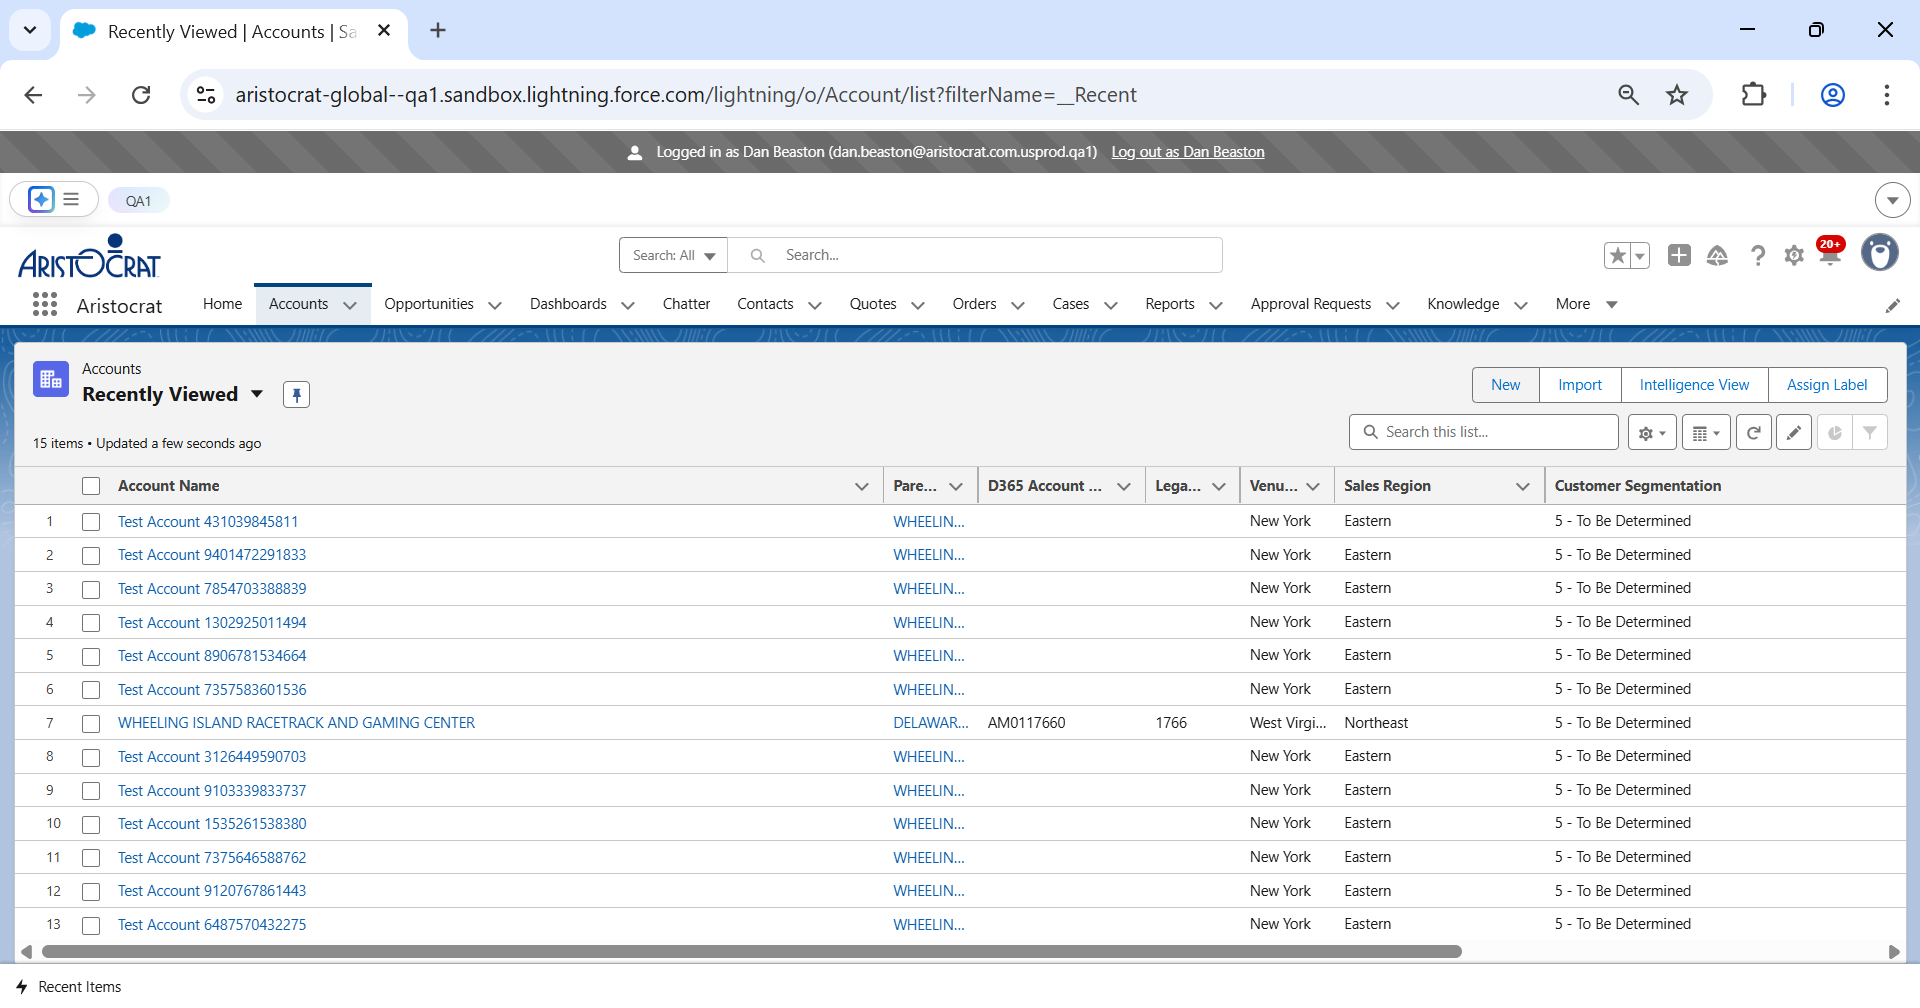 Recently Viewed | Accounts | Sa
aristocrat-global--qa1.sandbox.lightning.force.com/lightning/o/Account/list?filterName=__Recent
Logged in as Dan Beaston (dan.beaston@aristocrat.com.usprod.qa1) Log out as Dan Beaston
QA1
ARISTOCRAT
Search: All
Search...
20+
Aristocrat
Home
Accounts
Opportunities
Dashboards
Chatter
Contacts
Quotes
Orders
Cases
Reports
Approval Requests
Knowledge
More
Accounts
Recently Viewed
New
Import
Intelligence View
Assign Label
15 items • Updated a few seconds ago
Search this list...
Account Name Pare... D365 Account ... Lega... Venu... Sales Region Customer Segmentation
1 Test Account 431039845811 WHEELIN... New York Eastern 5 - To Be Determined
2 Test Account 9401472291833 WHEELIN... New York Eastern 5 - To Be Determined
3 Test Account 7854703388839 WHEELIN... New York Eastern 5 - To Be Determined
4 Test Account 1302925011494 WHEELIN... New York Eastern 5 - To Be Determined
5 Test Account 8906781534664 WHEELIN... New York Eastern 5 - To Be Determined
6 Test Account 7357583601536 WHEELIN... New York Eastern 5 - To Be Determined
7 WHEELING ISLAND RACETRACK AND GAMING CENTER DELAWAR... AM0117660 1766 West Virgi... Northeast 5 - To Be Determined
8 Test Account 3126449590703 WHEELIN... New York Eastern 5 - To Be Determined
9 Test Account 9103339833737 WHEELIN... New York Eastern 5 - To Be Determined
10 Test Account 1535261538380 WHEELIN... New York Eastern 5 - To Be Determined
11 Test Account 7375646588762 WHEELIN... New York Eastern 5 - To Be Determined
12 Test Account 9120767861443 WHEELIN... New York Eastern 5 - To Be Determined
13 Test Account 6487570432275 WHEELIN... New York Eastern 5 - To Be Determined
Recent Items